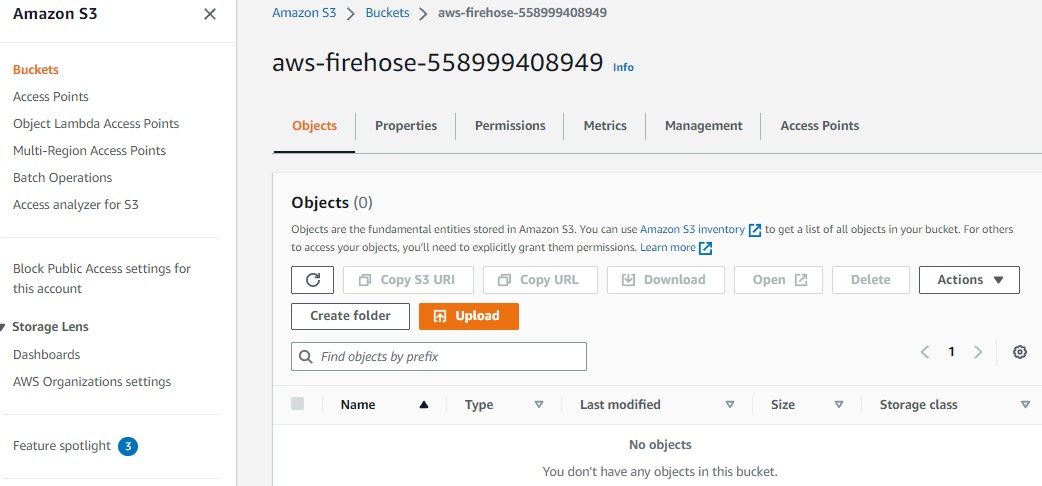 Amazon S3
Buckets
Access Points
Object Lambda Access Points
Multi-Region Access Points
Batch Operations
Access analyzer for S3
Block Public Access settings for
this account
Storage Lens
Dashboards
AWS Organizations settings
Feature spotlight 3
Amazon S3 > Buckets > aws-firehose-558999408949
aws-firehose-558999408949 Info
Objects Properties Permissions Metrics Management Access Points
Objects (0)
Objects are the fundamental entities stored in Amazon S3. You can use Amazon S3 inventory to get a list of all objects in your bucket. For others
to access your objects, you'll need to explicitly grant them permissions. Learn more
Copy S3 URI Copy URL Download Open Delete Actions
Create folder Upload
Find objects by prefix
1
Name Type Last modified Size Storage class
No objects
You don't have any objects in this bucket.